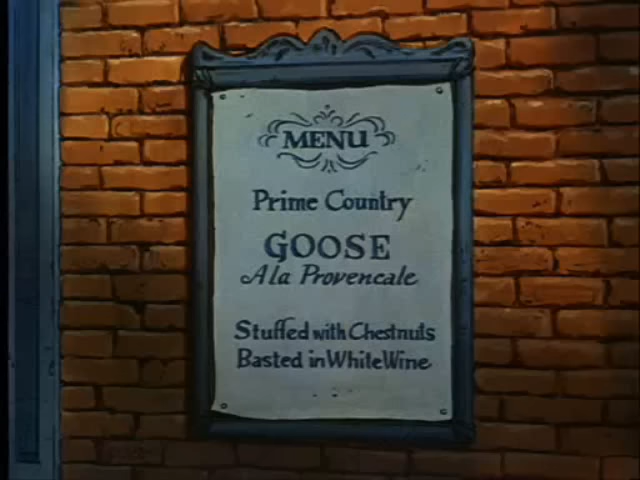 MENU
Prime Country
GOOSE
A la Provencale
Stuffed with Chestnuts
Basted in White Wine